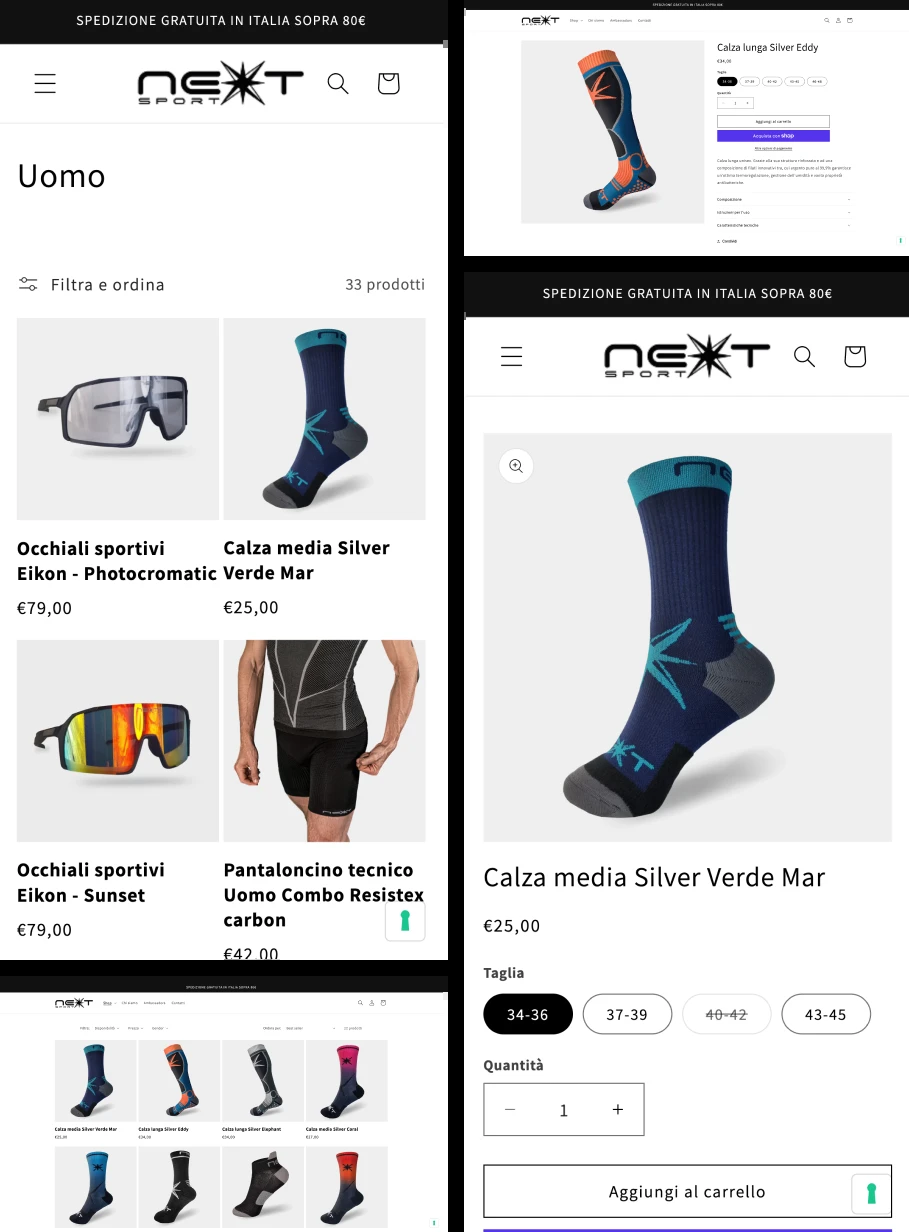 SPEDIZIONE GRATUITA IN ITALIA SOPRA 80€
NEXT
SPORT
Uomo
Filtra e ordina
33 prodotti
Occhiali sportivi
Eikon - Photocromatic
€79,00
Calza media Silver
Verde Mar
€25,00
Occhiali sportivi
Eikon - Sunset
€79,00
Pantaloncino tecnico
Uomo Combo Resistex
carbon
€42,00
SPEDIZIONE GRATUITA IN ITALIA SOPRA 80€
NEXT
SPORT
Shop
Chi siamo
Ambassadors
Contatti
Calza lunga Silver Eddy
€34,00
Taglia
34-36
37-39
40-42
43-45
46-48
Quantità
1
Aggiungi al carrello
Acquista con shop
Altre opzioni di pagamento
Composizione
Istruzioni per l'uso
Caratteristiche tecniche
Condividi
SPEDIZIONE GRATUITA IN ITALIA SOPRA 80€
NEXT
SPORT
NEXT
Calza media Silver Verde Mar
€25,00
Taglia
34-36
37-39
40-42
43-45
Quantità
1
Aggiungi al carrello
SPEDIZIONE GRATUITA IN ITALIA SOPRA 80€
NEXT
SPORT
Shop
Chi siamo
Ambassadors
Contatti
Filtra:
Disponibilità
Prezzo
Gender
Ordina per:
Best seller
Calza media Silver Verde Mar
€25,00
Calza lunga Silver Eddy
€34,00
Calza lunga Silver Elephant
€34,00
Calza media Silver Coral
€27,00